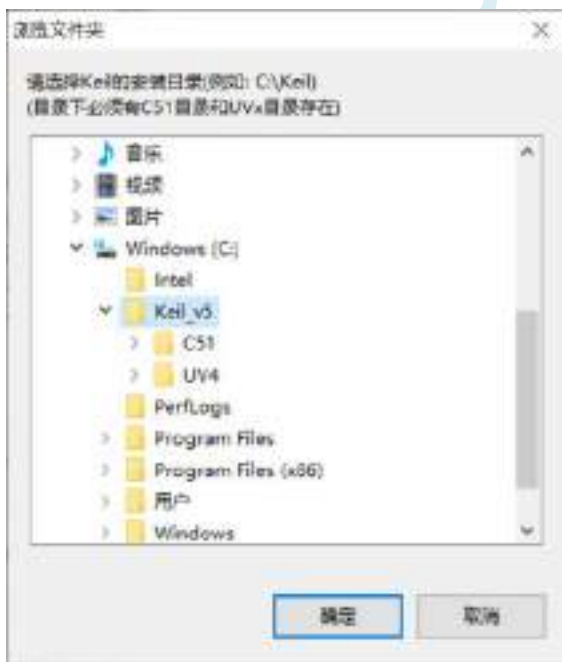 浏览文件夹
请选择Keil的安装目录(例如: C:\Keil)
(目录下必须有C51目录和UVx目录存在)
音乐
视频
图片
Windows (C:)
Intel
Keil_v5
C51
UV4
PerfLogs
Program Files
Program Files (x86)
用户
Windows
确定
取消